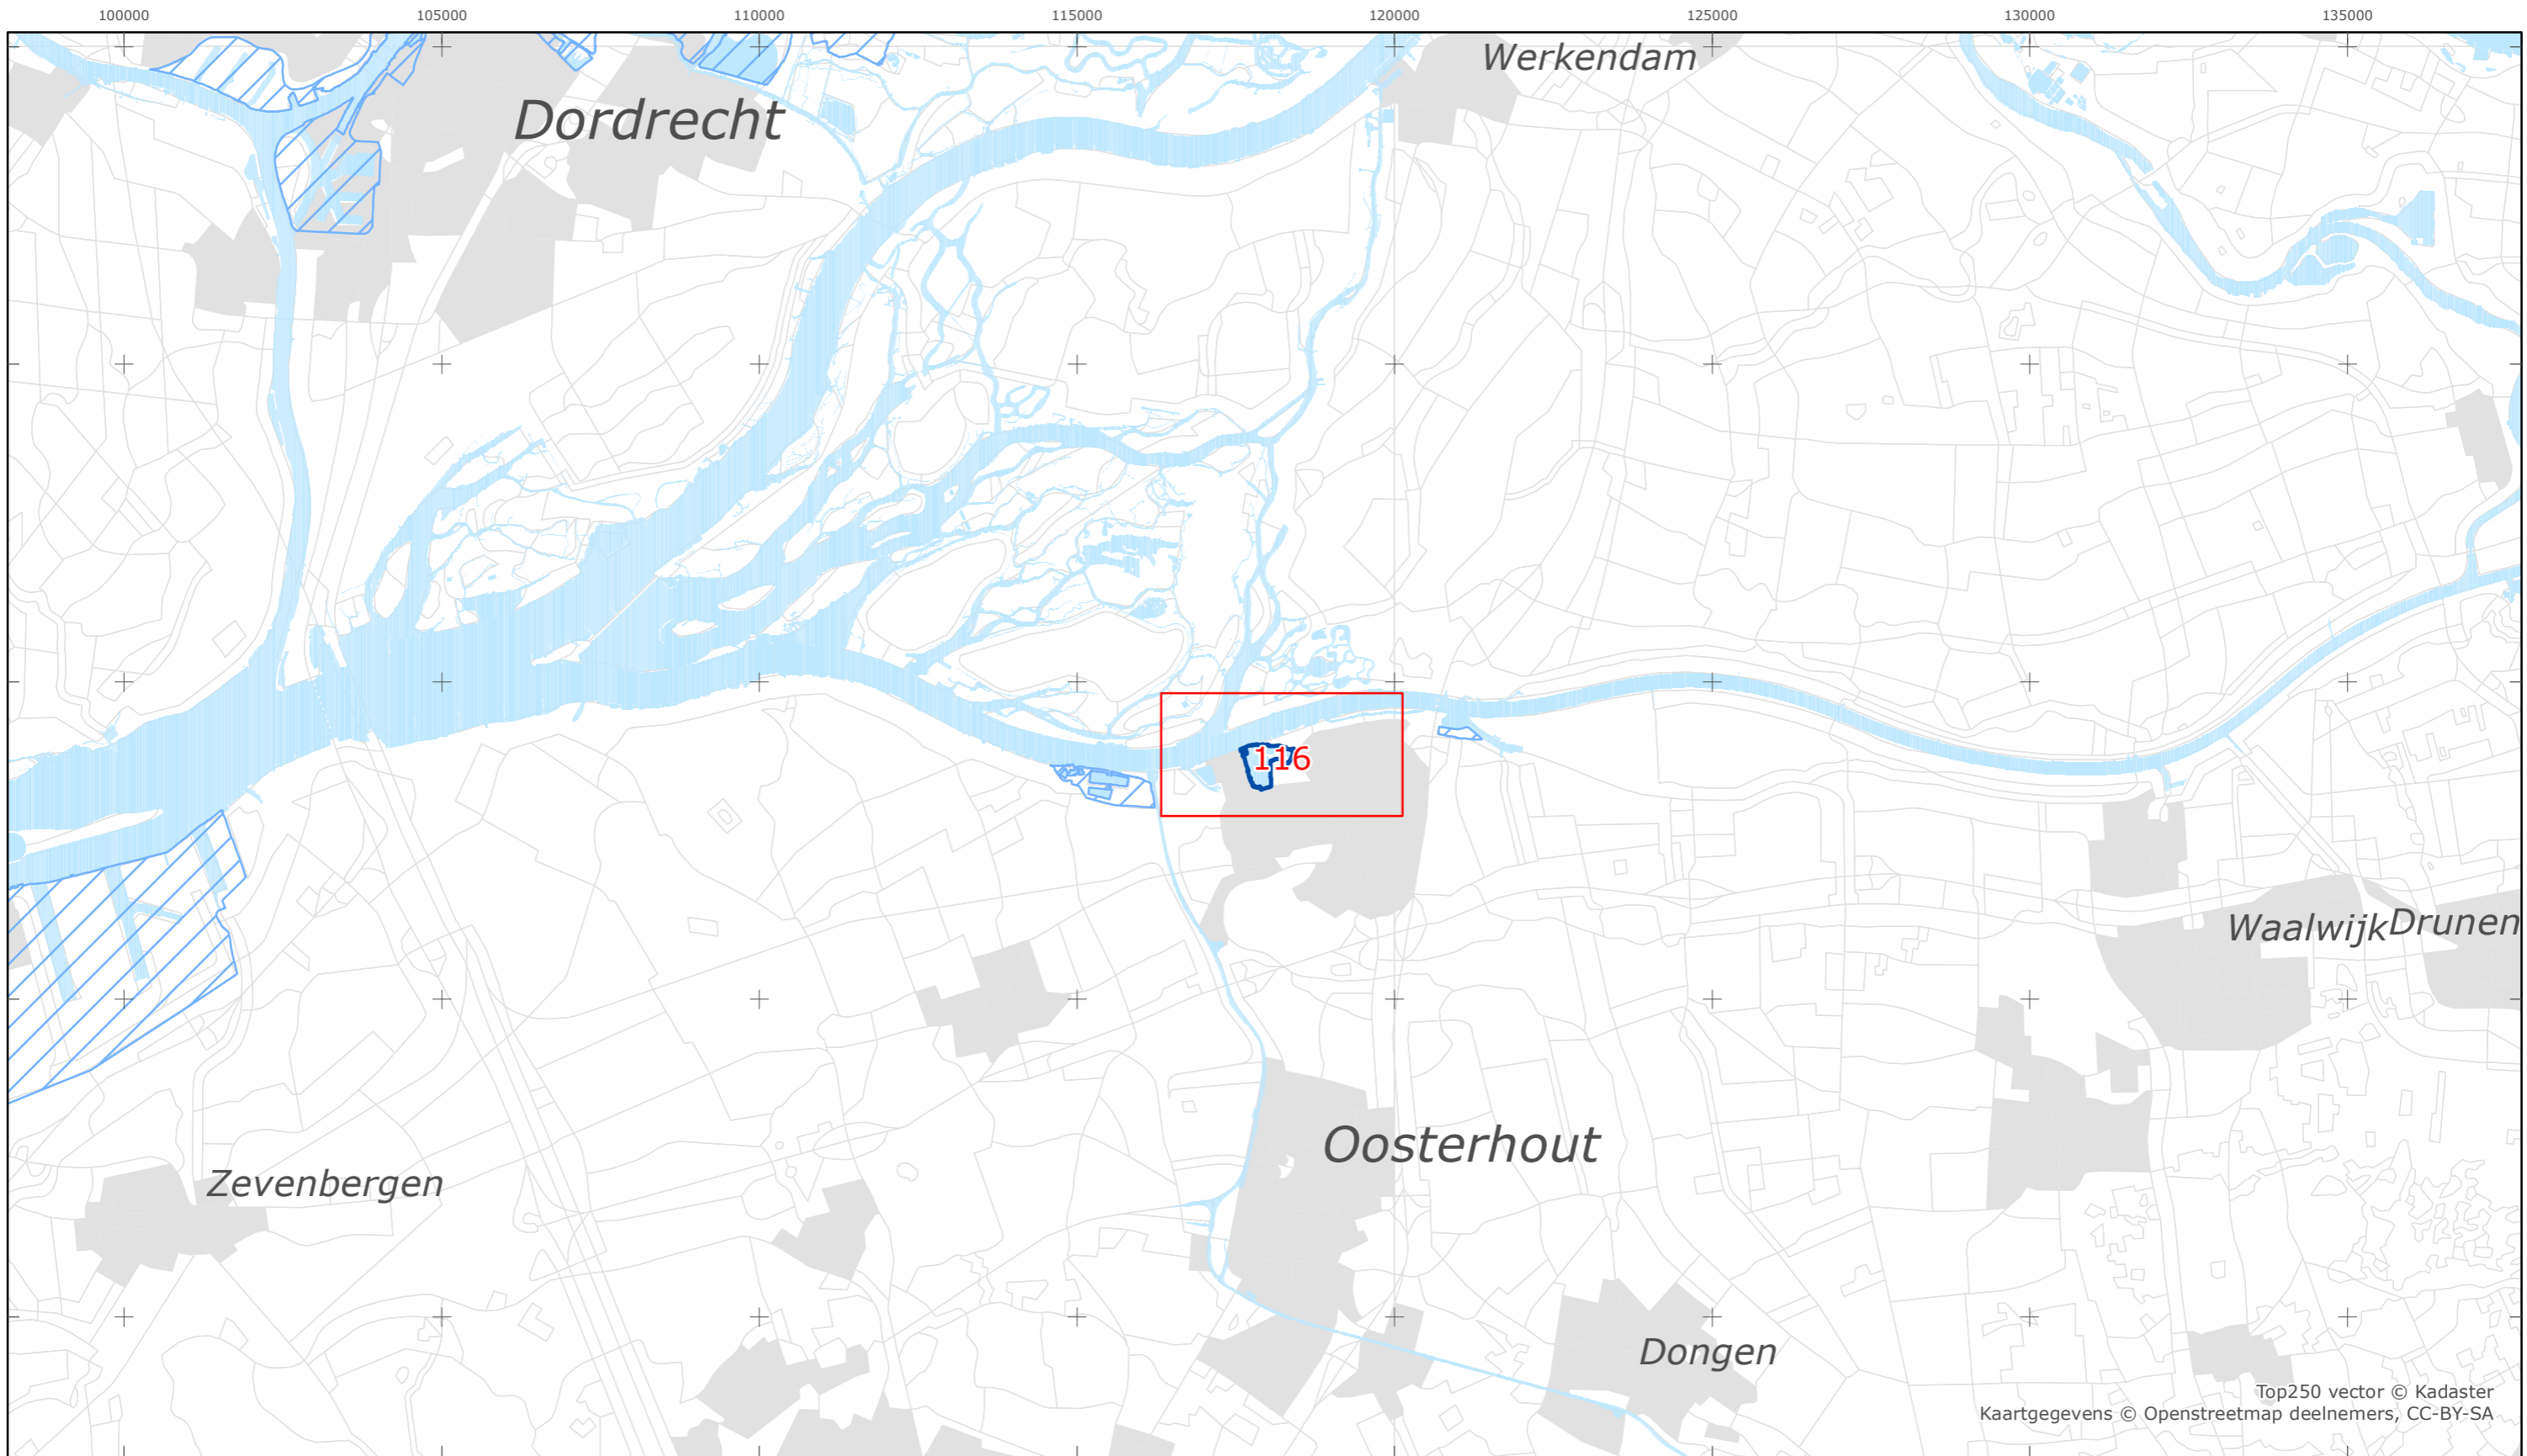 100000 105000 110000 115000 120000 125000 130000 135000
Werkendam
Dordrecht
116
Waalwijk Drunen
Oosterhout
Zevenbergen
Dongen
Top250 vector © Kadaster
Kaartgegevens © Openstreetmap deelnemers, CC-BY-SA